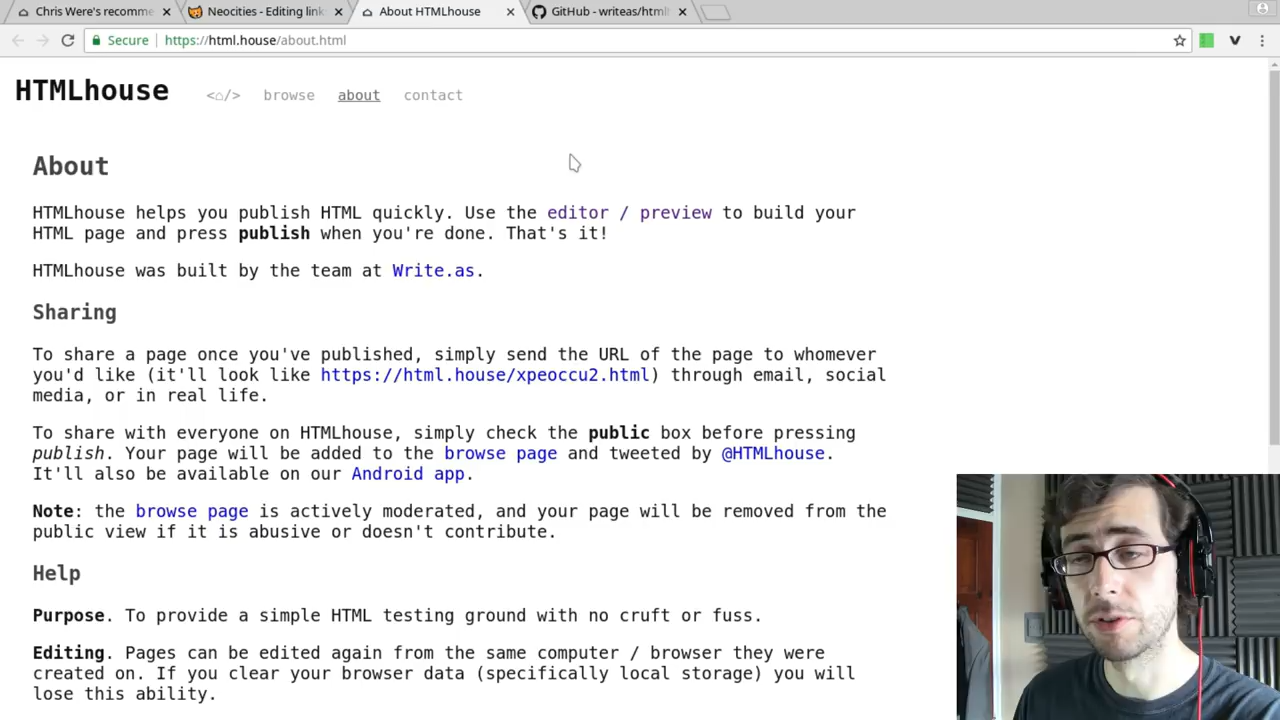 Chris Were's recomme
Neocities - Editing link
About HTMLhouse
GitHub - writeas/html
Secure
https://html.house/about.html
HTMLhouse
<⌂/>
browse
about
contact
About
HTMLhouse helps you publish HTML quickly. Use the editor / preview to build your
HTML page and press publish when you're done. That's it!
HTMLhouse was built by the team at Write.as.
Sharing
To share a page once you've published, simply send the URL of the page to whomever
you'd like (it'll look like https://html.house/xpeoccu2.html) through email, social
media, or in real life.
To share with everyone on HTMLhouse, simply check the public box before pressing
publish. Your page will be added to the browse page and tweeted by @HTMLhouse.
It'll also be available on our Android app.
Note: the browse page is actively moderated, and your page will be removed from the
public view if it is abusive or doesn't contribute.
Help
Purpose. To provide a simple HTML testing ground with no cruft or fuss.
Editing. Pages can be edited again from the same computer / browser they were
created on. If you clear your browser data (specifically local storage) you will
lose this ability.